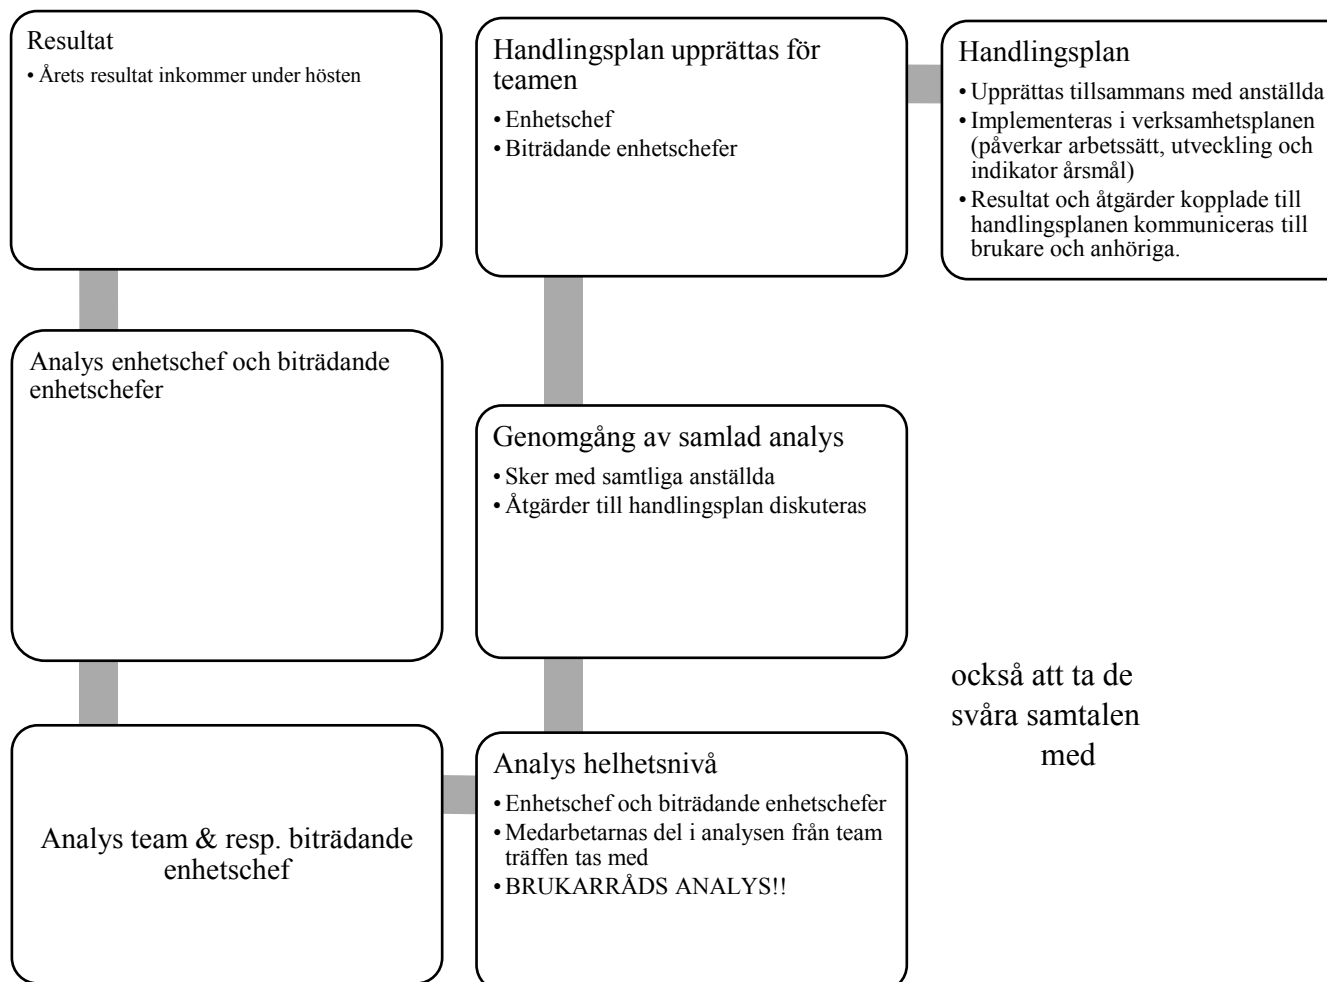 Resultat
• Årets resultat inkommer under hösten
Analys enhetschef och biträdande
enhetschefer
Analys team & resp. biträdande
enhetschef
Analys helhetsnivå
• Enhetschef och biträdande enhetschefer
• Medarbetarnas del i analysen från team
träffen tas med
• BRUKARRÅDS ANALYS!!
Genomgång av samlad analys
• Sker med samtliga anställda
• Åtgärder till handlingsplan diskuteras
Handlingsplan upprättas för
teamen
• Enhetschef
• Biträdande enhetschefer
Handlingsplan
• Upprättas tillsammans med anställda
• Implementeras i verksamhetsplanen
(påverkar arbetssätt, utveckling och
indikator årsmål)
• Resultat och åtgärder kopplade till
handlingsplanen kommuniceras till
brukare och anhöriga.
också att ta de
svåra samtalen
med